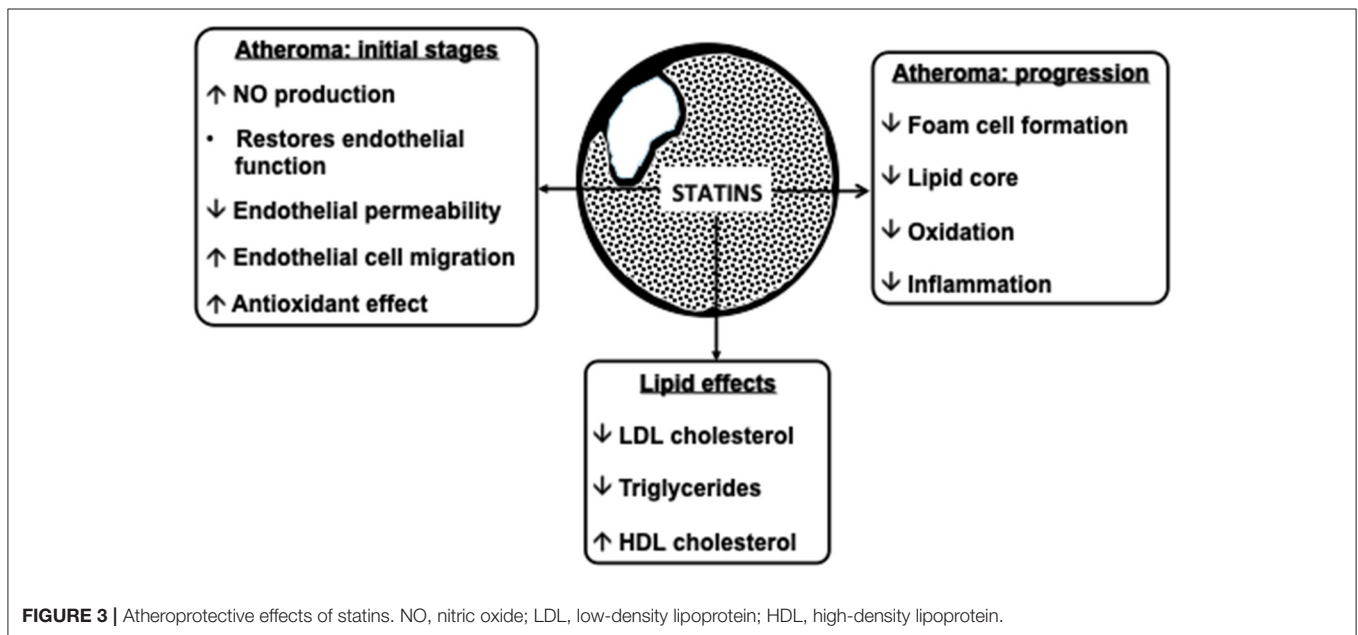 Atheroma: initial stages
↑ NO production
• Restores endothelial
function
↓ Endothelial permeability
↑ Endothelial cell migration
↑ Antioxidant effect
STATINS
Atheroma: progression
↓ Foam cell formation
↓ Lipid core
↓ Oxidation
↓ Inflammation
Lipid effects
↓ LDL cholesterol
↓ Triglycerides
↑ HDL cholesterol
FIGURE 3 | Atheroprotective effects of statins. NO, nitric oxide; LDL, low-density lipoprotein; HDL, high-density lipoprotein.